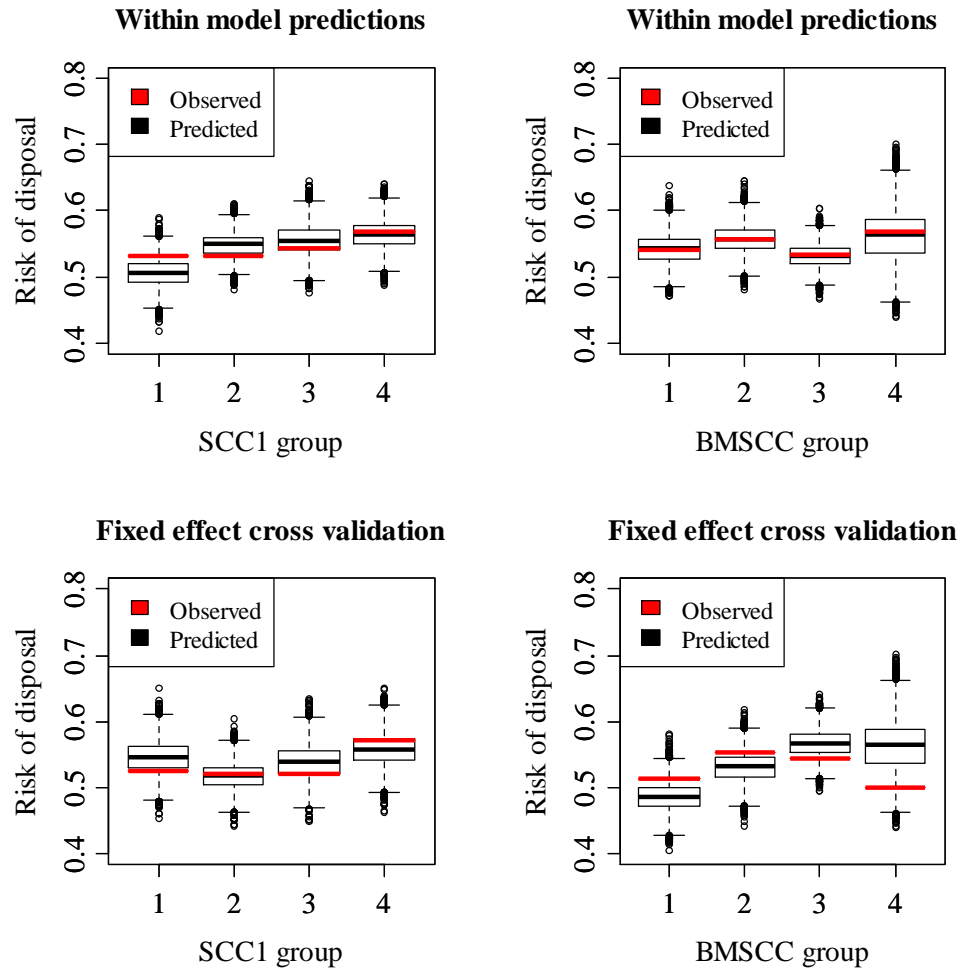 Within model predictions
0.8
0.7
0.6
0.5
0.4
Risk of disposal
Observed
Predicted
1 2 3 4
SCC1 group
Within model predictions
0.8
0.7
0.6
0.5
0.4
Risk of disposal
Observed
Predicted
1 2 3 4
BMSCC group
Fixed effect cross validation
0.8
0.7
0.6
0.5
0.4
Risk of disposal
Observed
Predicted
1 2 3 4
SCC1 group
Fixed effect cross validation
0.8
0.7
0.6
0.5
0.4
Risk of disposal
Observed
Predicted
1 2 3 4
BMSCC group